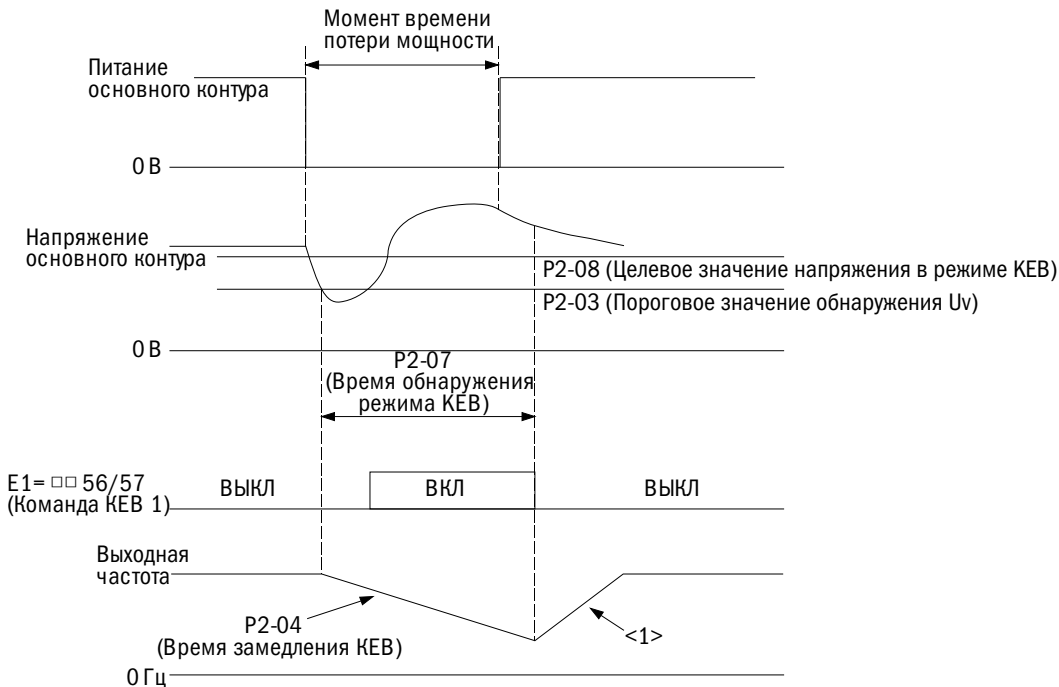 Момент времени
потери мощности
Питание
основного контура
0 В
Напряжение
основного контура
P2-08 (Целевое значение напряжения в режиме KEB)
P2-03 (Пороговое значение обнаружения Uv)
0 В
P2-07
(Время обнаружения
режима KEB)
E1= □□ 56/57
(Команда KEB 1)
ВЫКЛ
ВКЛ
ВЫКЛ
Выходная
частота
P2-04
(Время замедления KEB)
<1>
0 Гц